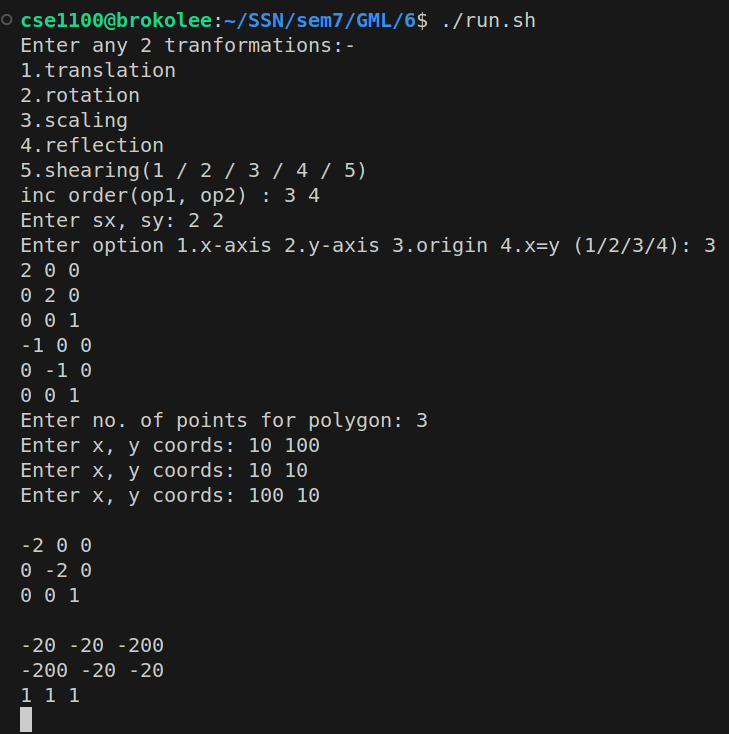 cse1100@brokolee:~/SSN/sem7/GML/6$ ./run.sh
Enter any 2 tranformations:-
1.translation
2.rotation
3.scaling
4.reflection
5.shearing(1 / 2 / 3 / 4 / 5)
inc order(op1, op2) : 3 4
Enter sx, sy: 2 2
Enter option 1.x-axis 2.y-axis 3.origin 4.x=y (1/2/3/4): 3
2 0 0
0 2 0
0 0 1
-1 0 0
0 -1 0
0 0 1
Enter no. of points for polygon: 3
Enter x, y coords: 10 100
Enter x, y coords: 10 10
Enter x, y coords: 100 10

-2 0 0
0 -2 0
0 0 1

-20 -20 -200
-200 -20 -20
1 1 1